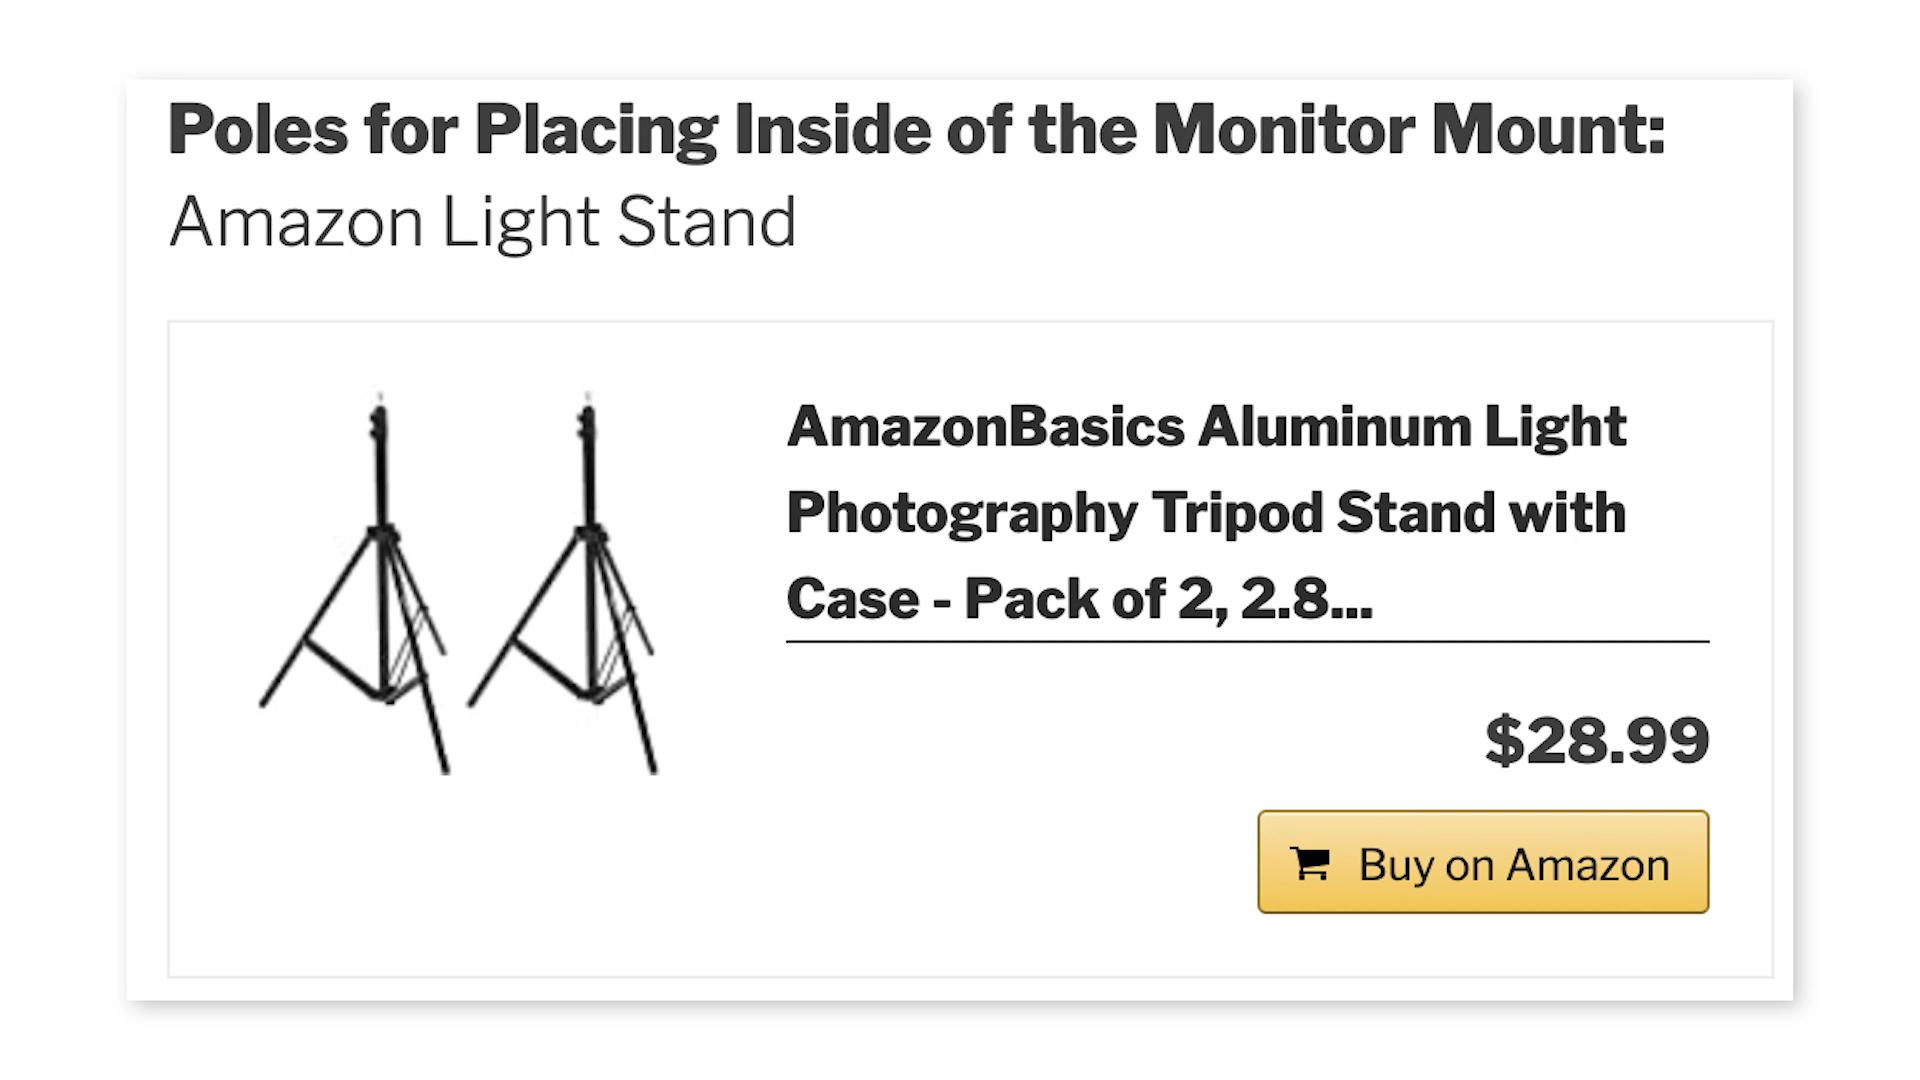 Poles for Placing Inside of the Monitor Mount:
Amazon Light Stand
AmazonBasics Aluminum Light
Photography Tripod Stand with
Case - Pack of 2, 2.8...
$28.99
Buy on Amazon